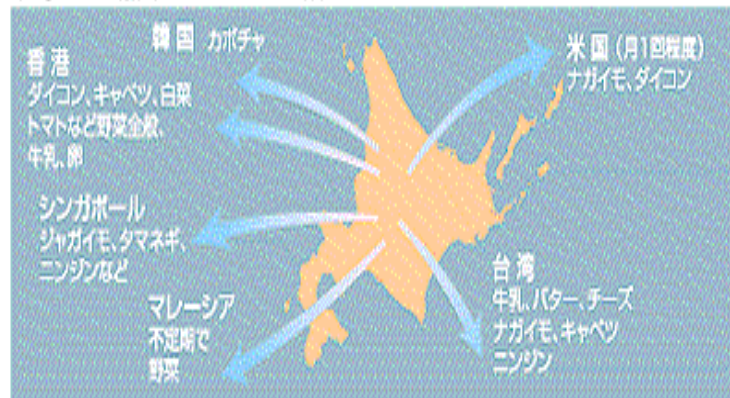 韓国 カボチャ
香港
ダイコン、キャベツ、白菜
トマトなど野菜全般、
牛乳、卵
シンガポール
ジャガイモ、タマネギ、
ニンジンなど
マレーシア
不定期で
野菜
米国(月1回程度)
ナガイモ、ダイコン
台湾
牛乳、バター、チーズ
ナガイモ、キャベツ
ニンジン